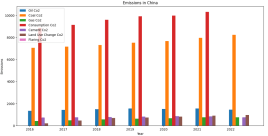 Emissions in China
Oil Co2
Coal Co2
Gas Co2
Consumption Co2
Cement Co2
Land Use Change Co2
Flaring Co2
Emissions
10000
8000
6000
4000
2000
0
2016
2017
2018
2019
2020
2021
2022
Year